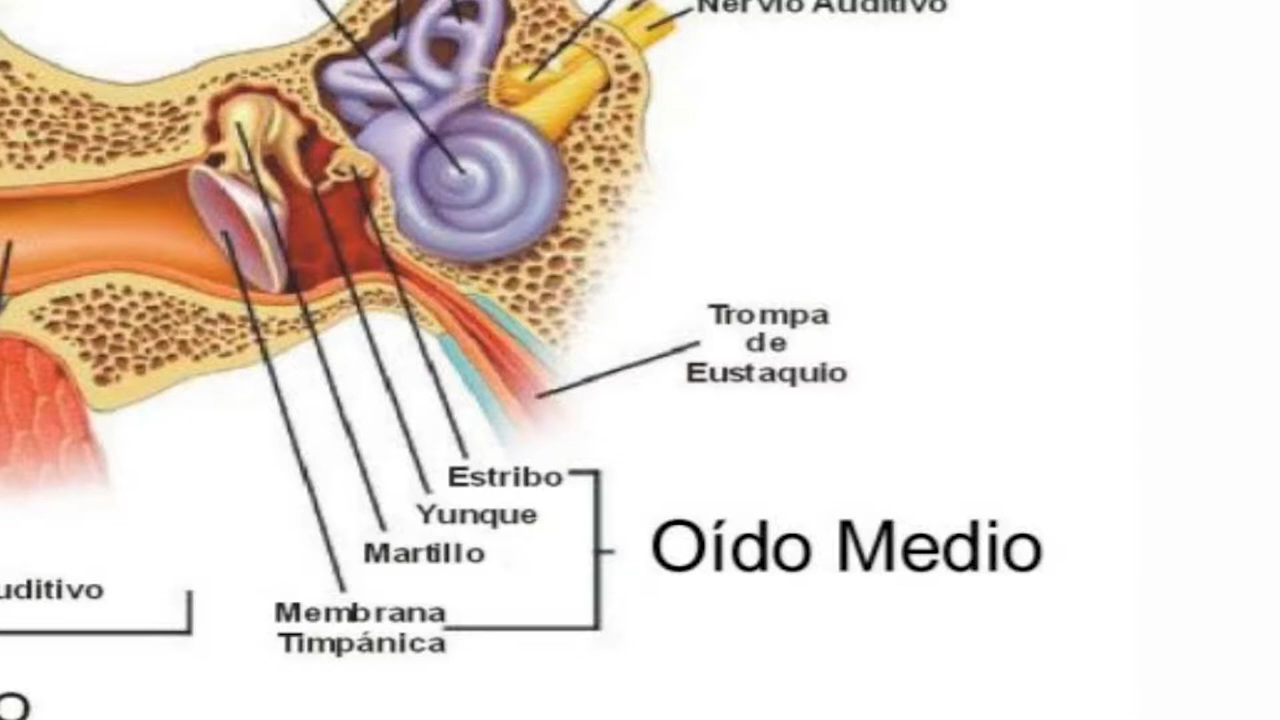 Nervio Auditivo
Trompa
de
Eustaquio
Estribo
Yunque
Oído Medio
Martillo
uditivo
Membrana
Timpánica
o